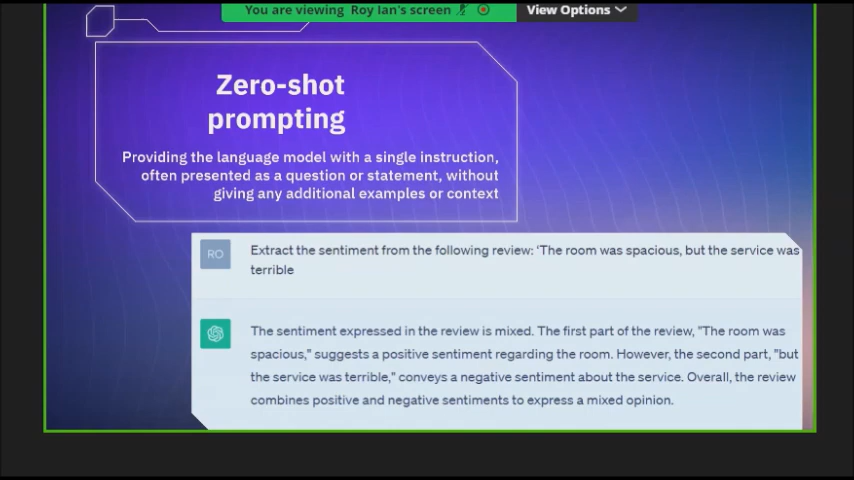 You are viewing Roy Ian's screen
View Options
Zero-shot
prompting
Providing the language model with a single instruction,
often presented as a question or statement, without
giving any additional examples or context
RO
Extract the sentiment from the following review: ‘The room was spacious, but the service was
terrible
The sentiment expressed in the review is mixed. The first part of the review, "The room was
spacious," suggests a positive sentiment regarding the room. However, the second part, "but
the service was terrible," conveys a negative sentiment about the service. Overall, the review
combines positive and negative sentiments to express a mixed opinion.